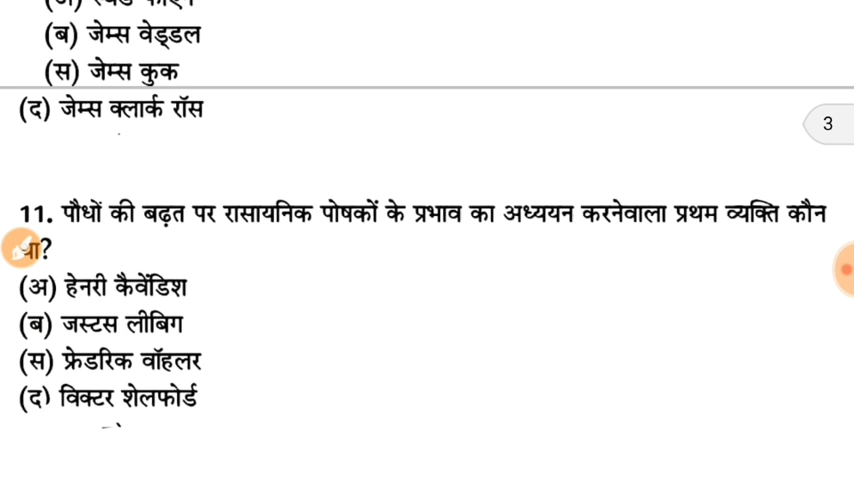 (ब) जेम्स वेड्डल
(स) जेम्स कुक
(द) जेम्स क्लार्क रॉस
3
11. पौधों की बढ़त पर रासायनिक पोषकों के प्रभाव का अध्ययन करनेवाला प्रथम व्यक्ति कौन
था?
(अ) हेनरी कैवेंडिश
(ब) जस्टस लीबिग
(स) फ्रेडरिक वॉहलर
(द) विक्टर शेलफोर्ड